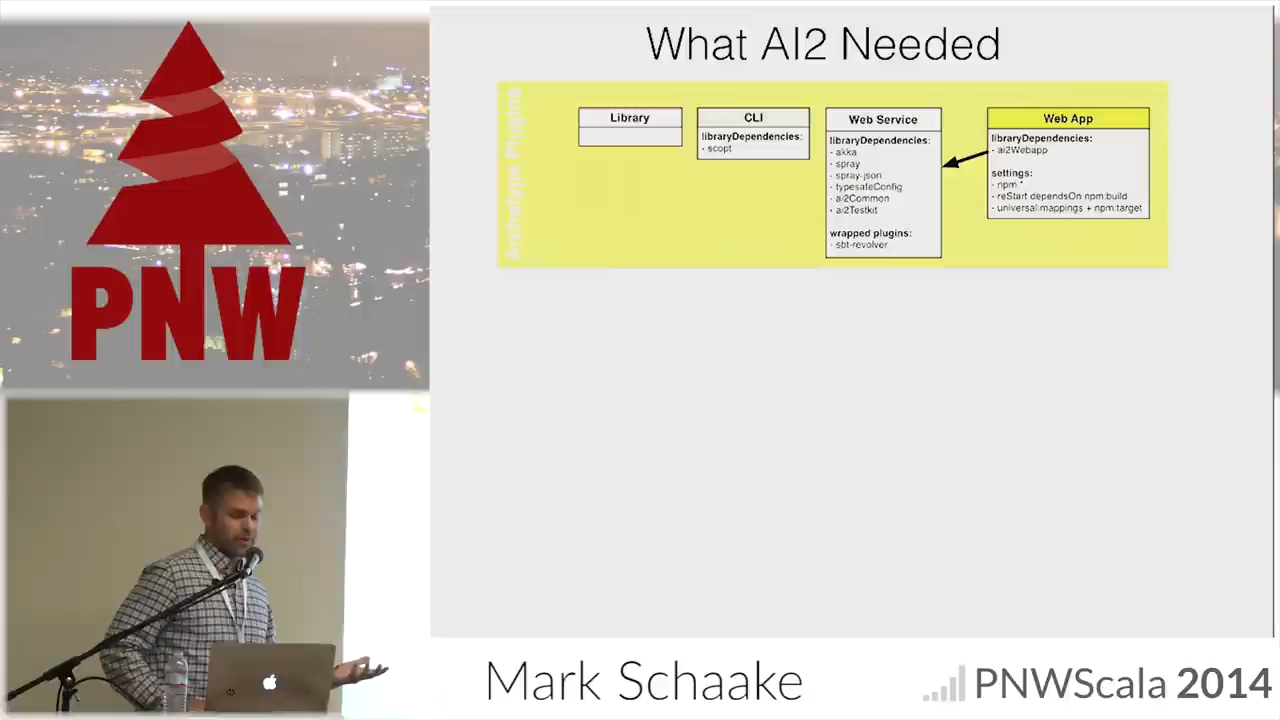 PNW
What AI2 Needed
Archetype Plugins
Library
CLI
libraryDependencies:
- scopt
Web Service
libraryDependencies:
- akka
- spray
- spray-json
- typesafeConfig
- ai2Common
- ai2Testkit
wrapped plugins:
- sbt-revolver
Web App
libraryDependencies:
- ai2Webapp
settings:
- npm.*
- reStart dependsOn npm:build
- universal:mappings + npm:target
Mark Schaake
PNWScala 2014